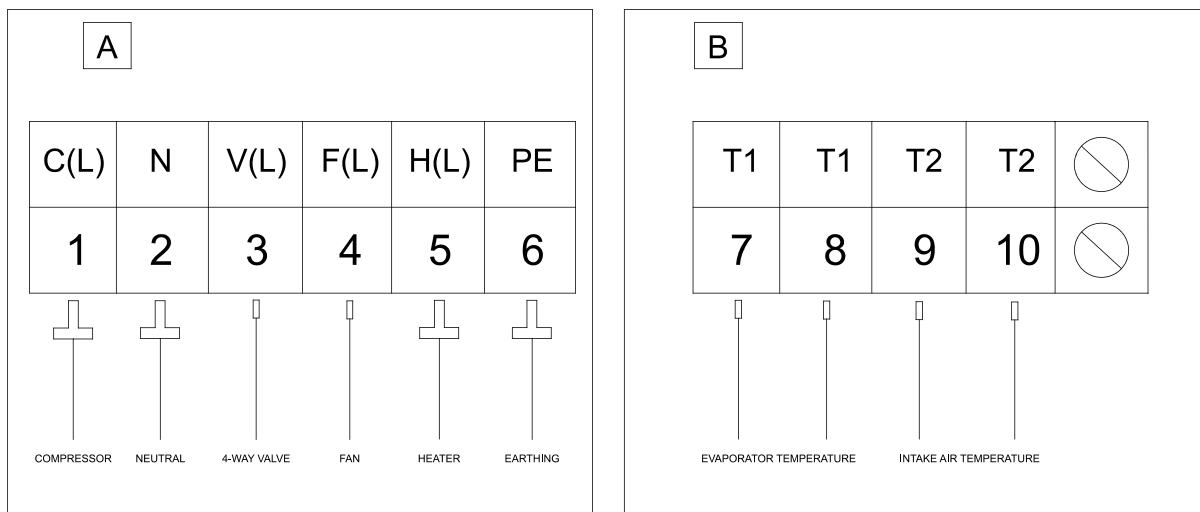 A
C(L) N V(L) F(L) H(L) PE
1 2 3 4 5 6
COMPRESSOR NEUTRAL 4-WAY VALVE FAN HEATER EARTHING
B
T1 T1 T2 T2
7 8 9 10
EVAPORATOR TEMPERATURE INTAKE AIR TEMPERATURE